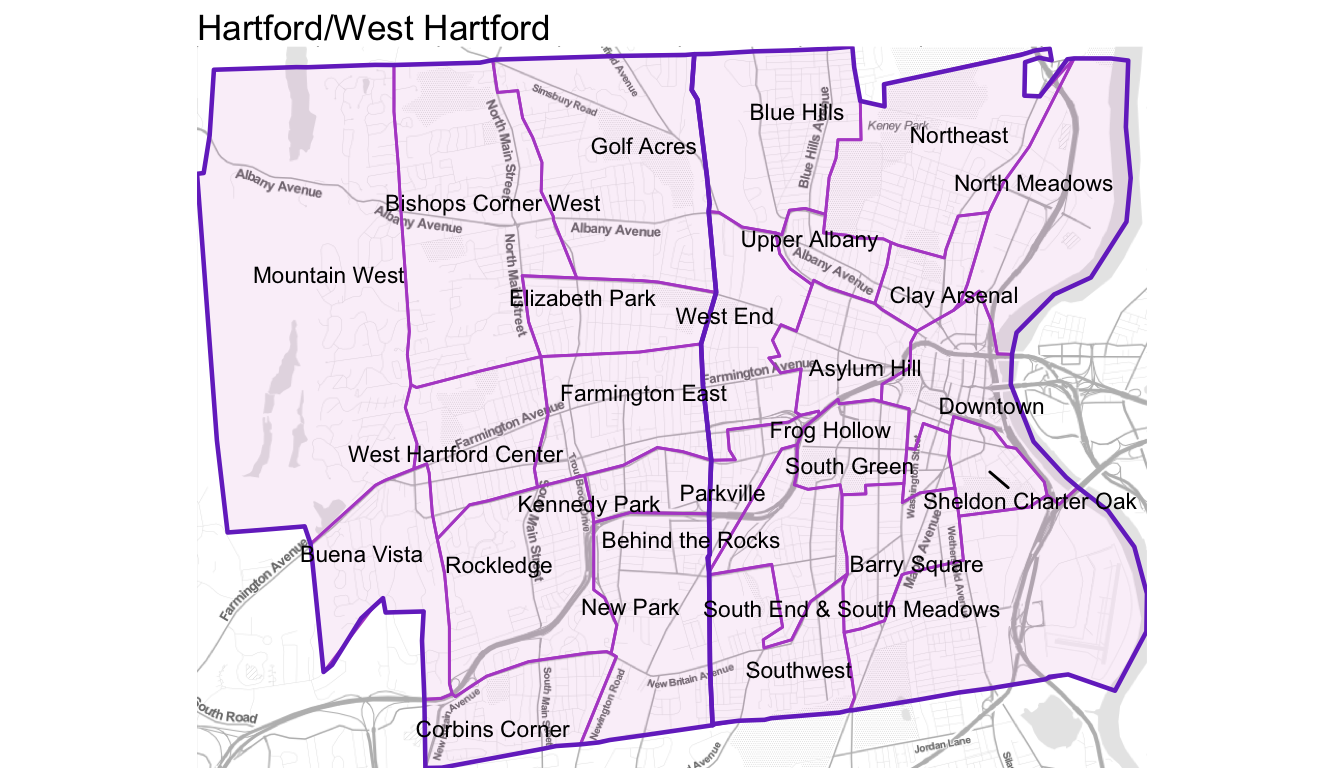 Hartford/West Hartford
Simsbury Road
Blue Hills
Blue Hills Avenue
Keney Park
Northeast
North Main Street
Golf Acres
Albany Avenue
North Meadows
Bishops Corner West
Albany Avenue
Albany Avenue
Upper Albany
Albany Avenue
Mountain West
North Main Street
Elizabeth Park
Clay Arsenal
West End
Farmington Avenue
Asylum Hill
Farmington East
Downtown
Farmington Avenue
Frog Hollow
West Hartford Center
South Green
Washington Street
Trout Brook Drive
Parkville
Kennedy Park
Sheldon Charter Oak
South Main Street
Behind the Rocks
Buena Vista
Rockledge
Barry Square
Farmington Avenue
New Park
South End & South Meadows
Southwest
New Britain Avenue
South Road
South Main Street
Newington Road
Corbins Corner
Jordan Lane